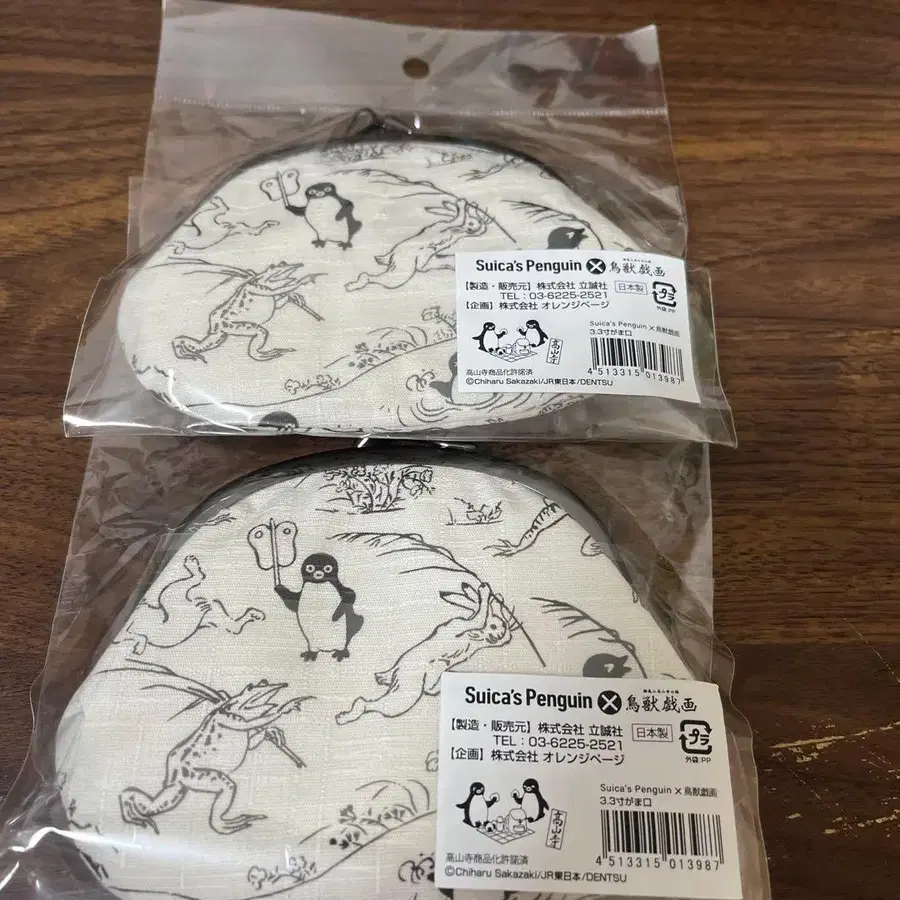 Suica's Penguin × 鳥獣戯画
【製造・販売元】株式会社 立誠社
TEL：03-6225-2521
【企画】株式会社 オレンジページ
日本製
プラ
外袋:PP
Suica's Penguin × 鳥獣戯画
3.3寸がま口
高山寺
4 513315 013987
高山寺商品化許諾済
©Chiharu Sakazaki/JR東日本/DENTSU
Suica's Penguin × 鳥獣戯画
【製造・販売元】株式会社 立誠社
TEL：03-6225-2521
【企画】株式会社 オレンジページ
日本製
プラ
外袋:PP
Suica's Penguin × 鳥獣戯画
3.3寸がま口
高山寺
4 513315 013987
高山寺商品化許諾済
©Chiharu Sakazaki/JR東日本/DENTSU